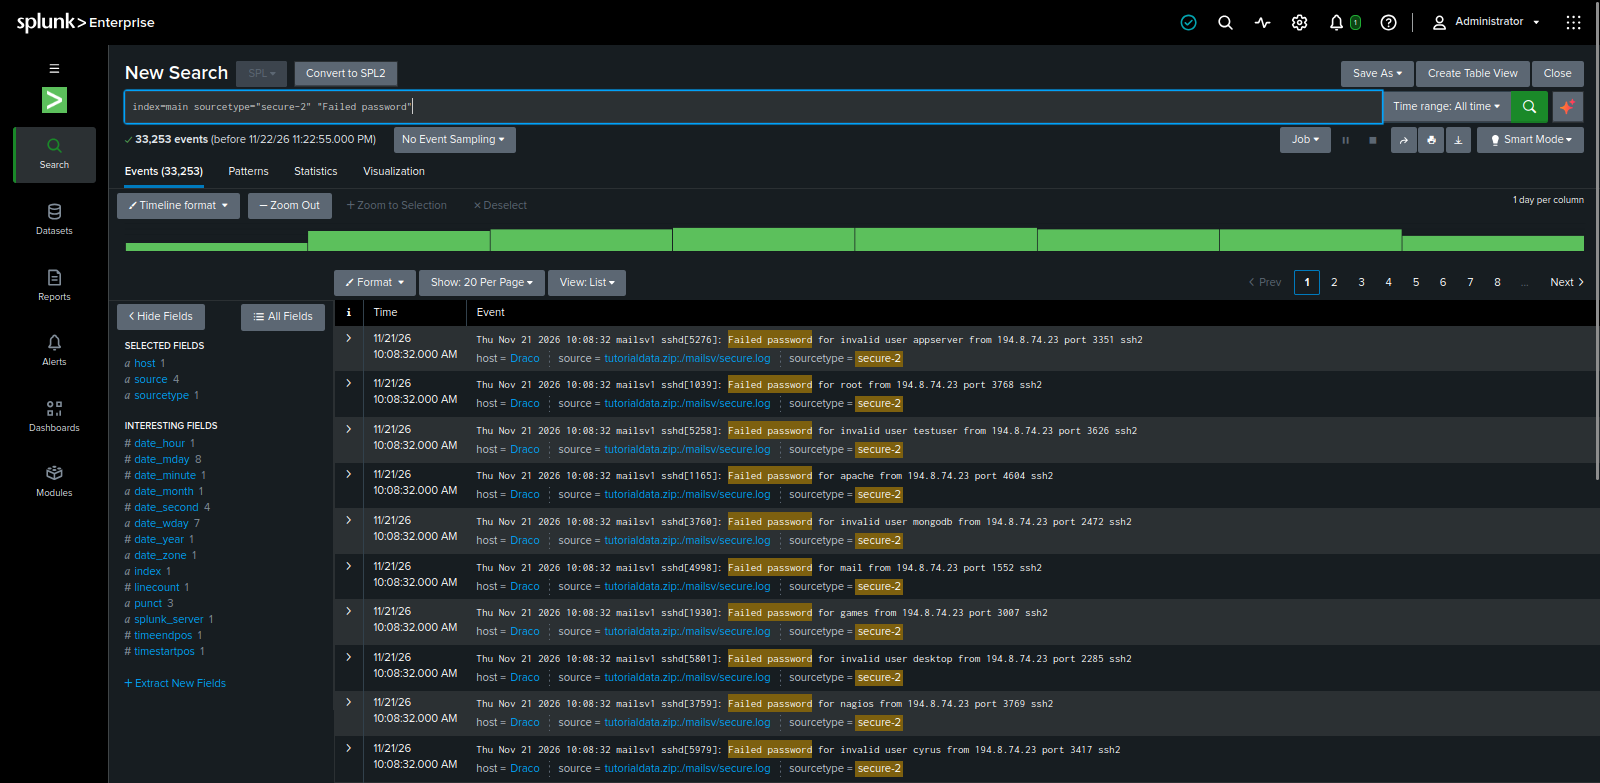 splunk> Enterprise
1
Administrator
New Search
SPL
Convert to SPL2
Save As
Create Table View
Close
index=main sourcetype="secure-2" "Failed password"
Time range: All time
33,253 events (before 11/22/26 11:22:55.000 PM)
No Event Sampling
Job
Smart Mode
Search
Datasets
Reports
Alerts
Dashboards
Modules
Events (33,253)
Patterns
Statistics
Visualization
Timeline format
— Zoom Out
+ Zoom to Selection
× Deselect
1 day per column
Format
Show: 20 Per Page
View: List
< Prev 1 2 3 4 5 6 7 8 ... Next >
< Hide Fields
All Fields
SELECTED FIELDS
a host 1
a source 4
a sourcetype 1
INTERESTING FIELDS
# date_hour 1
# date_mday 8
# date_minute 1
a date_month 1
# date_second 4
a date_wday 7
# date_year 1
a date_zone 1
a index 1
# linecount 1
a punct 3
a splunk_server 1
# timeendpos 1
# timestartpos 1
+ Extract New Fields
i Time Event
11/21/26
10:08:32.000 AM
Thu Nov 21 2026 10:08:32 mailsv1 sshd[5276]: Failed password for invalid user appserver from 194.8.74.23 port 3351 ssh2
host = Draco source = tutorialdata.zip:./mailsv/secure.log sourcetype = secure-2
11/21/26
10:08:32.000 AM
Thu Nov 21 2026 10:08:32 mailsv1 sshd[1039]: Failed password for root from 194.8.74.23 port 3768 ssh2
host = Draco source = tutorialdata.zip:./mailsv/secure.log sourcetype = secure-2
11/21/26
10:08:32.000 AM
Thu Nov 21 2026 10:08:32 mailsv1 sshd[5258]: Failed password for invalid user testuser from 194.8.74.23 port 3626 ssh2
host = Draco source = tutorialdata.zip:./mailsv/secure.log sourcetype = secure-2
11/21/26
10:08:32.000 AM
Thu Nov 21 2026 10:08:32 mailsv1 sshd[1165]: Failed password for apache from 194.8.74.23 port 4604 ssh2
host = Draco source = tutorialdata.zip:./mailsv/secure.log sourcetype = secure-2
11/21/26
10:08:32.000 AM
Thu Nov 21 2026 10:08:32 mailsv1 sshd[3760]: Failed password for invalid user mongodb from 194.8.74.23 port 2472 ssh2
host = Draco source = tutorialdata.zip:./mailsv/secure.log sourcetype = secure-2
11/21/26
10:08:32.000 AM
Thu Nov 21 2026 10:08:32 mailsv1 sshd[4998]: Failed password for mail from 194.8.74.23 port 1552 ssh2
host = Draco source = tutorialdata.zip:./mailsv/secure.log sourcetype = secure-2
11/21/26
10:08:32.000 AM
Thu Nov 21 2026 10:08:32 mailsv1 sshd[1930]: Failed password for games from 194.8.74.23 port 3007 ssh2
host = Draco source = tutorialdata.zip:./mailsv/secure.log sourcetype = secure-2
11/21/26
10:08:32.000 AM
Thu Nov 21 2026 10:08:32 mailsv1 sshd[5801]: Failed password for invalid user desktop from 194.8.74.23 port 2285 ssh2
host = Draco source = tutorialdata.zip:./mailsv/secure.log sourcetype = secure-2
11/21/26
10:08:32.000 AM
Thu Nov 21 2026 10:08:32 mailsv1 sshd[3759]: Failed password for nagios from 194.8.74.23 port 3769 ssh2
host = Draco source = tutorialdata.zip:./mailsv/secure.log sourcetype = secure-2
11/21/26
10:08:32.000 AM
Thu Nov 21 2026 10:08:32 mailsv1 sshd[5979]: Failed password for invalid user cyrus from 194.8.74.23 port 3417 ssh2
host = Draco source = tutorialdata.zip:./mailsv/secure.log sourcetype = secure-2